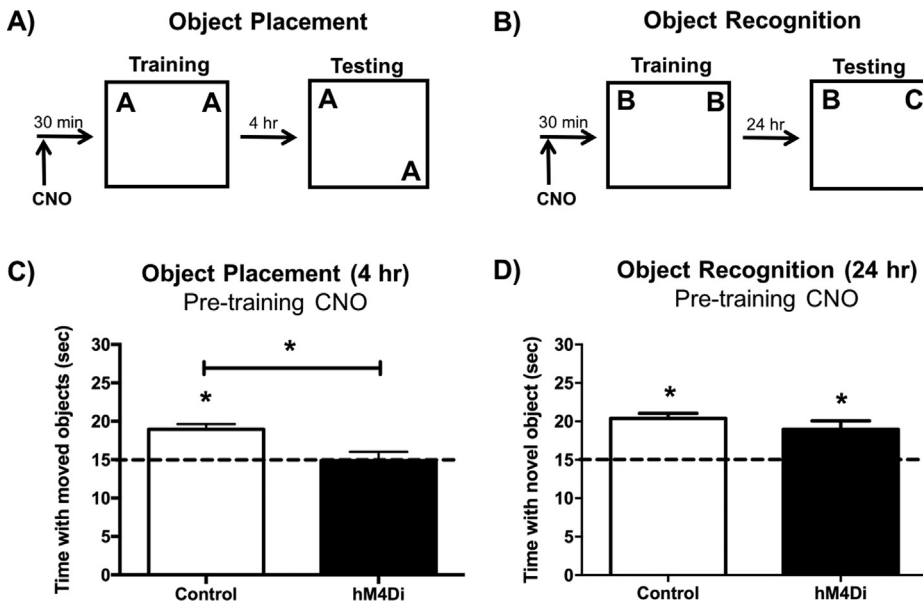 A)
Object Placement
Training
Testing
A A
A
A
30 min
4 hr
CNO
B)
Object Recognition
Training
Testing
B B
B C
30 min
24 hr
CNO
C)
Object Placement (4 hr)
Pre-training CNO
Time with moved objects (sec)
30
25
20
15
10
5
0
*
*
Control
hM4Di
D)
Object Recognition (24 hr)
Pre-training CNO
Time with novel object (sec)
30
25
20
15
10
5
0
*
*
Control
hM4Di